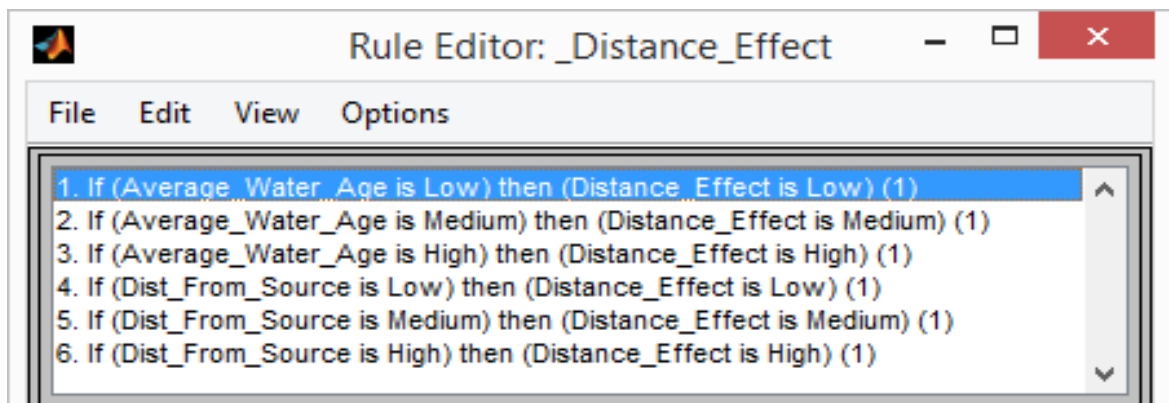 Rule Editor: _Distance_Effect
File Edit View Options
1. If (Average_Water_Age is Low) then (Distance_Effect is Low) (1)
2. If (Average_Water_Age is Medium) then (Distance_Effect is Medium) (1)
3. If (Average_Water_Age is High) then (Distance_Effect is High) (1)
4. If (Dist_From_Source is Low) then (Distance_Effect is Low) (1)
5. If (Dist_From_Source is Medium) then (Distance_Effect is Medium) (1)
6. If (Dist_From_Source is High) then (Distance_Effect is High) (1)